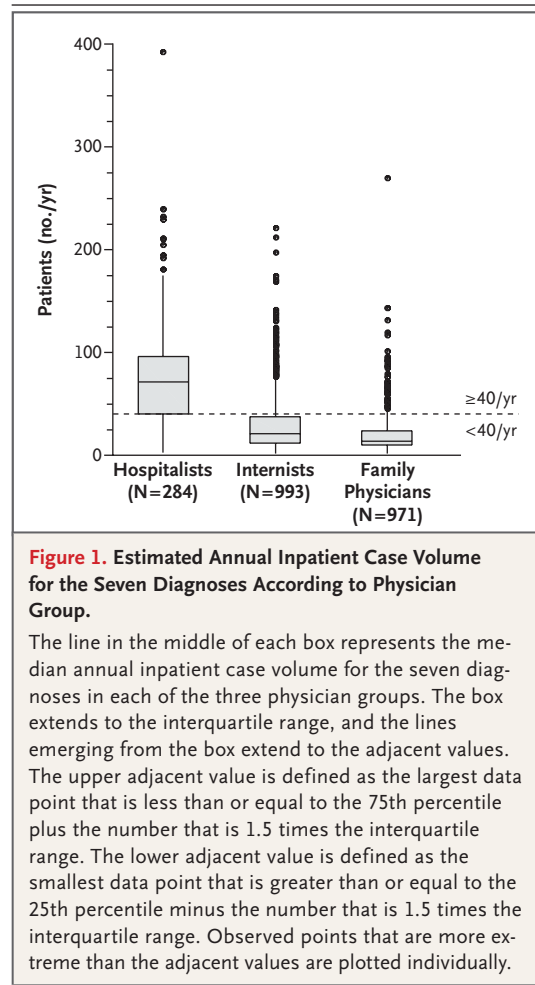 400
300
200
100
0
Patients (no./yr)
≥40/yr
<40/yr
Hospitalists
(N=284)
Internists
(N=993)
Family
Physicians
(N=971)
Figure 1. Estimated Annual Inpatient Case Volume
for the Seven Diagnoses According to Physician
Group.
The line in the middle of each box represents the me-
dian annual inpatient case volume for the seven diag-
noses in each of the three physician groups. The box
extends to the interquartile range, and the lines
emerging from the box extend to the adjacent values.
The upper adjacent value is defined as the largest data
point that is less than or equal to the 75th percentile
plus the number that is 1.5 times the interquartile
range. The lower adjacent value is defined as the
smallest data point that is greater than or equal to the
25th percentile minus the number that is 1.5 times the
interquartile range. Observed points that are more ex-
treme than the adjacent values are plotted individually.